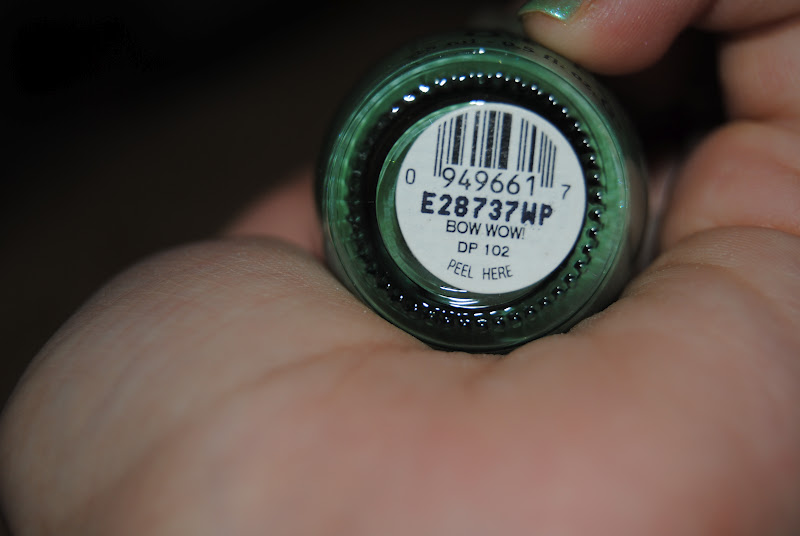 0 949661 7
E28737WP
BOW WOW!
DP 102
PEEL HERE